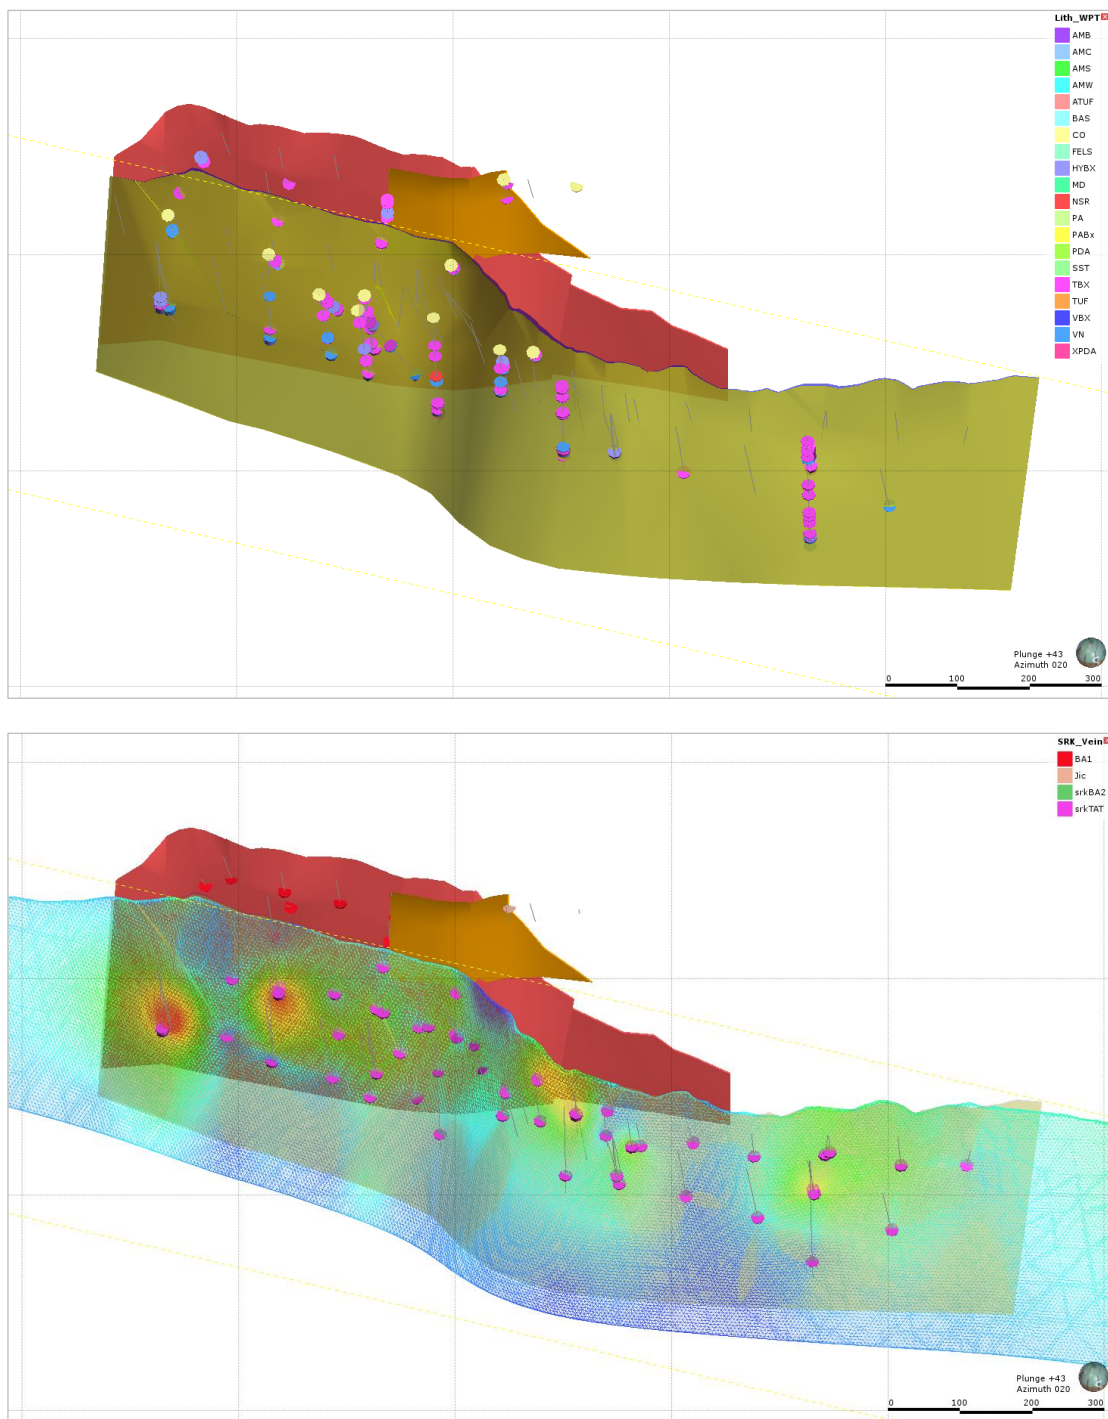 Lith_WPT
AMB
AMC
AMS
AMW
ATUF
BAS
CO
FELS
HYBX
MD
NSR
PA
PABx
PDA
SST
TBX
TUF
VBX
VN
XPDA
Plunge +43
Azimuth 020
0 100 200 300
SRK_Vein
BA1
Jic
srkBA2
srkTAT
Plunge +43
Azimuth 020
0 100 200 300